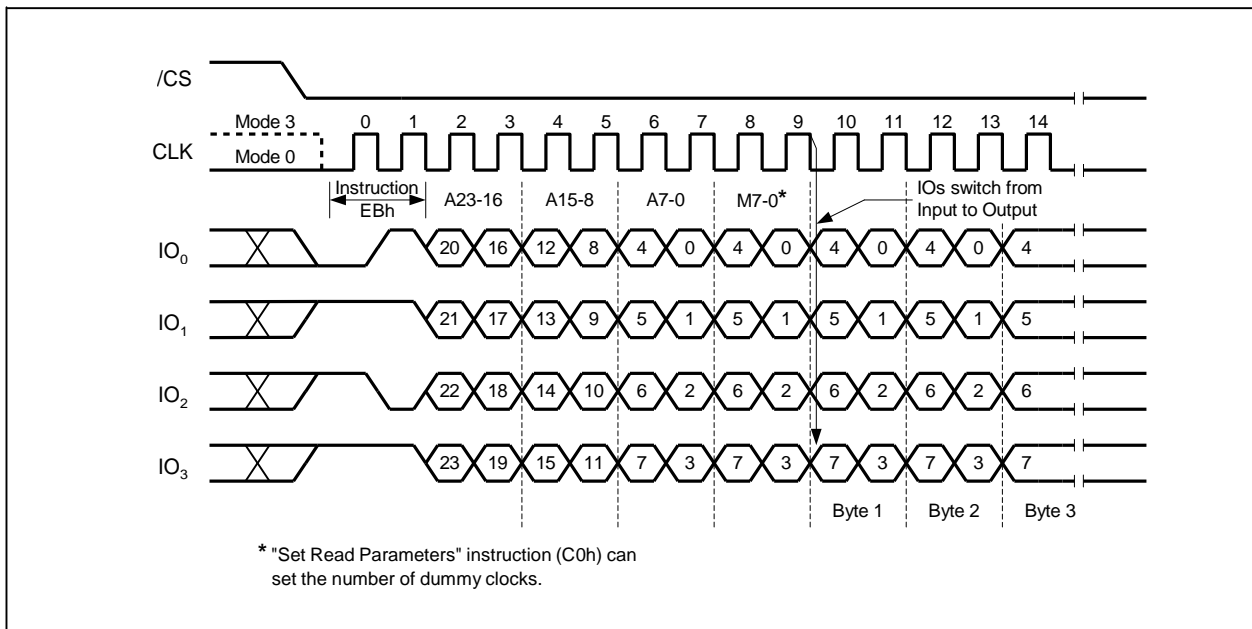 /CS
Mode 3
0 1 2 3 4 5 6 7 8 9 10 11 12 13 14
CLK
Mode 0
Instruction
EBh
A23-16 A15-8 A7-0 M7-0*
IOs switch from
Input to Output
IO0 20 16 12 8 4 0 4 0 4 0 4 0 4
IO1 21 17 13 9 5 1 5 1 5 1 5 1 5
IO2 22 18 14 10 6 2 6 2 6 2 6 2 6
IO3 23 19 15 11 7 3 7 3 7 3 7 3 7
Byte 1 Byte 2 Byte 3
* "Set Read Parameters" instruction (C0h) can
set the number of dummy clocks.